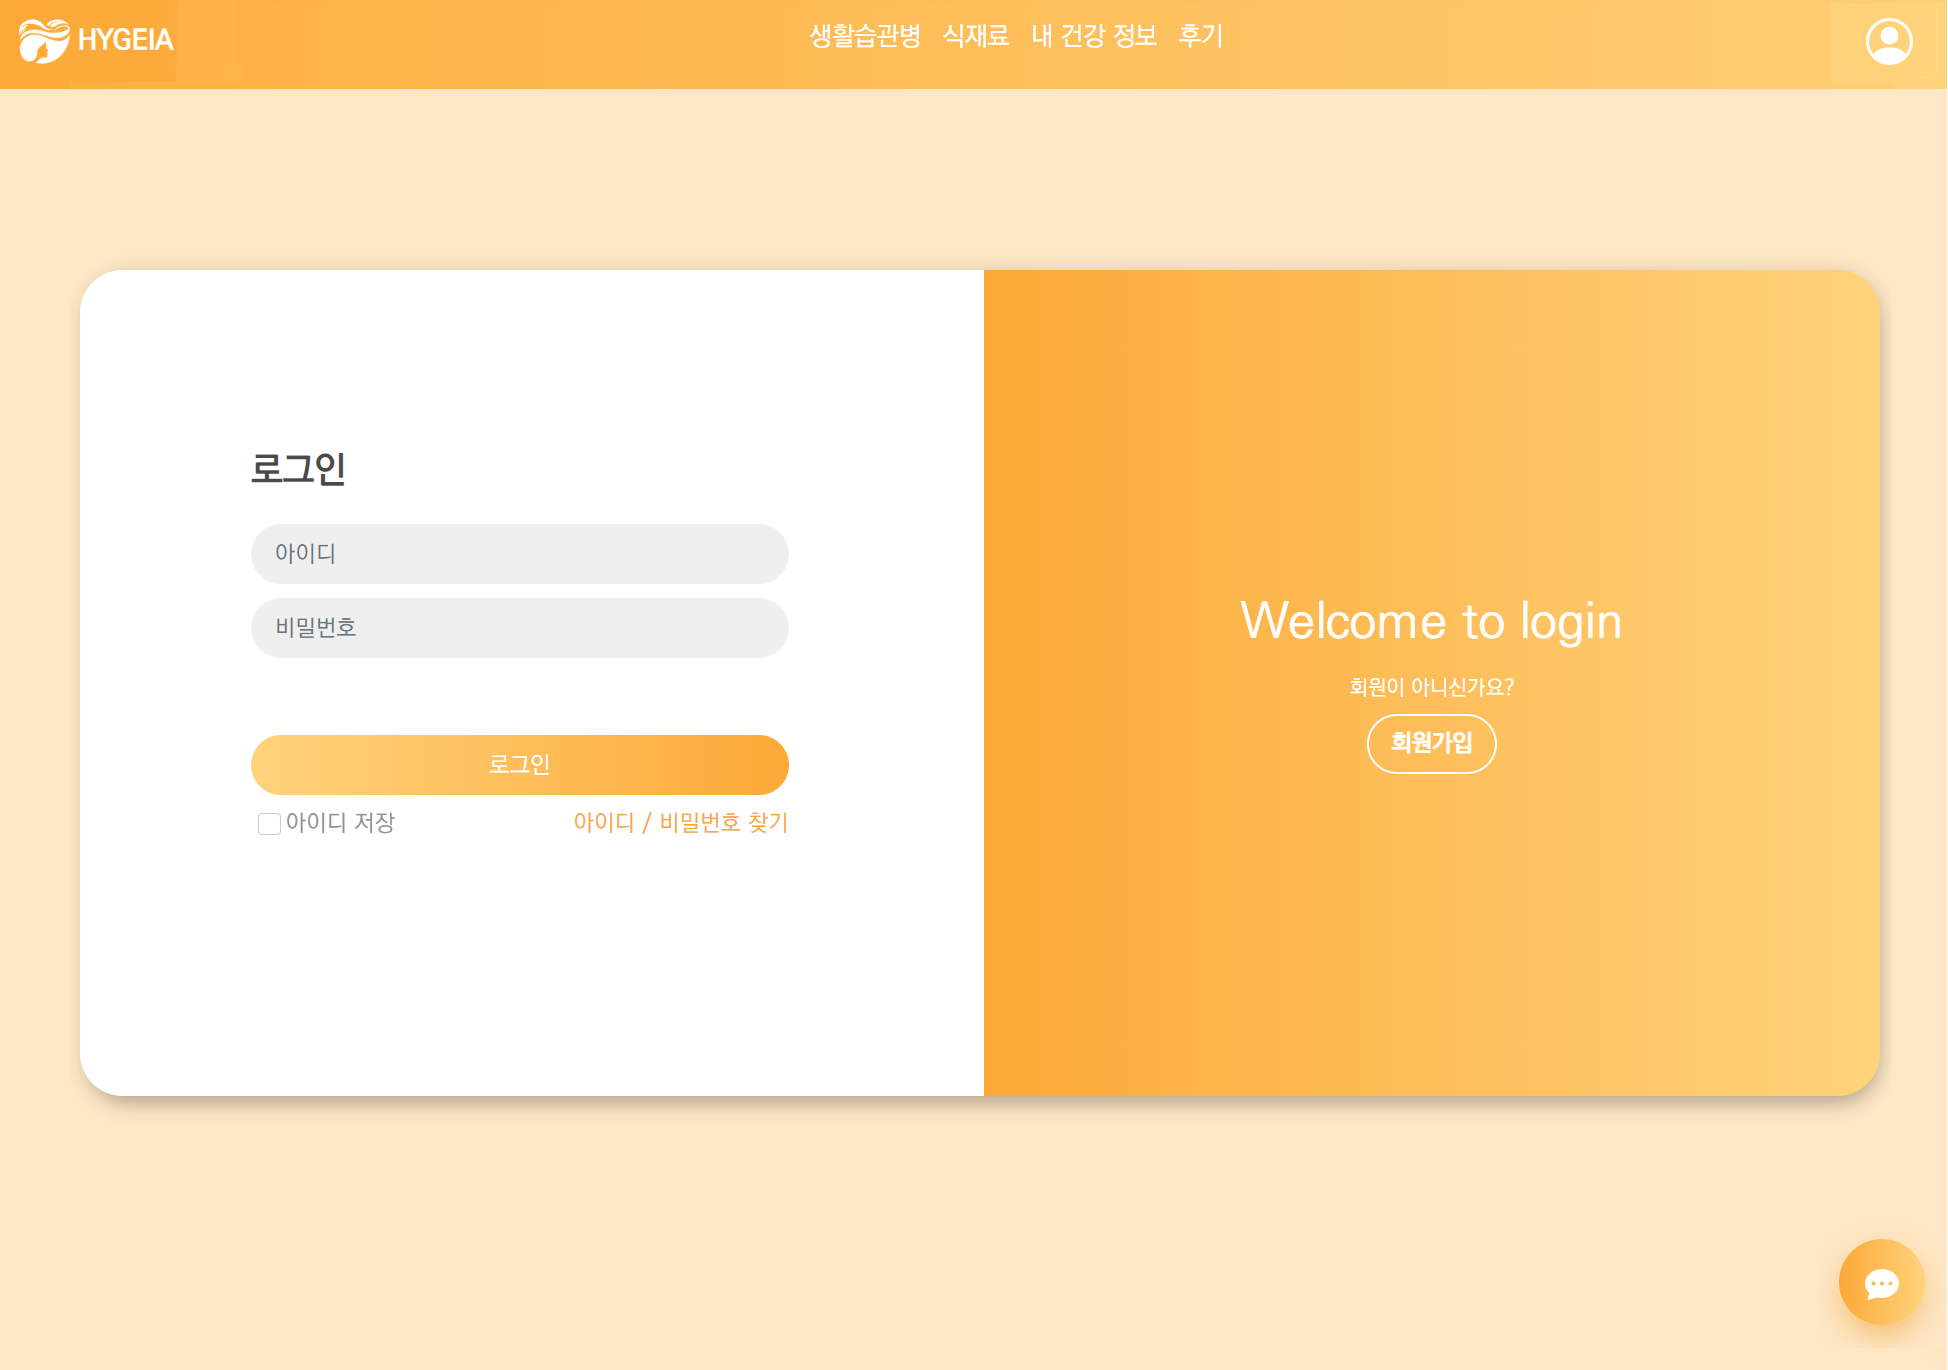 HYGEIA
생활습관병 식재료 내 건강 정보 후기
로그인
아이디
비밀번호
로그인
아이디 저장 아이디 / 비밀번호 찾기
Welcome to login
회원이 아니신가요?
회원가입